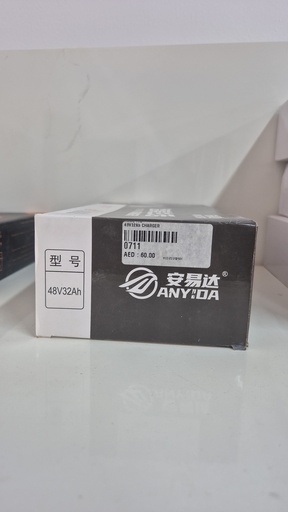 48V32Ah CHARGER
0711
AED : 60.00
型号
48V32Ah
安易达®
ANYIDA